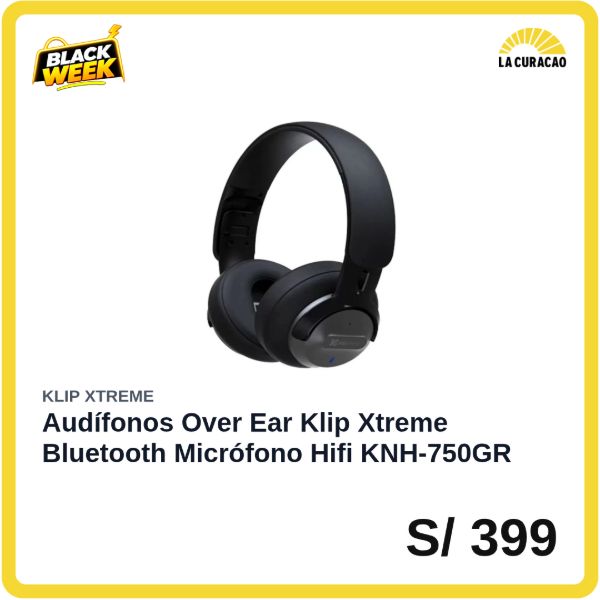 BLACK
WEEK
LA CURACAO
KLIP XTREME
Audífonos Over Ear Klip Xtreme
Bluetooth Micrófono Hifi KNH-750GR
S/ 399